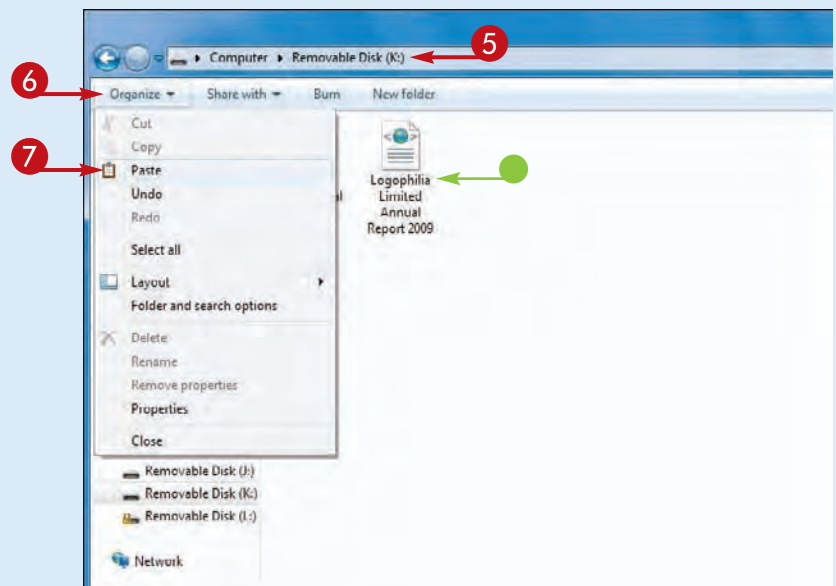 5
Computer Removable Disk (K:)
6
Organize Share with Burn New folder
Cut
Copy
7
Paste
Undo
Redo
Select all
Layout
Folder and search options
Delete
Rename
Remove properties
Properties
Close
Logophilia
Limited
Annual
Report 2009
Removable Disk (J:)
Removable Disk (K:)
Removable Disk (L:)
Network